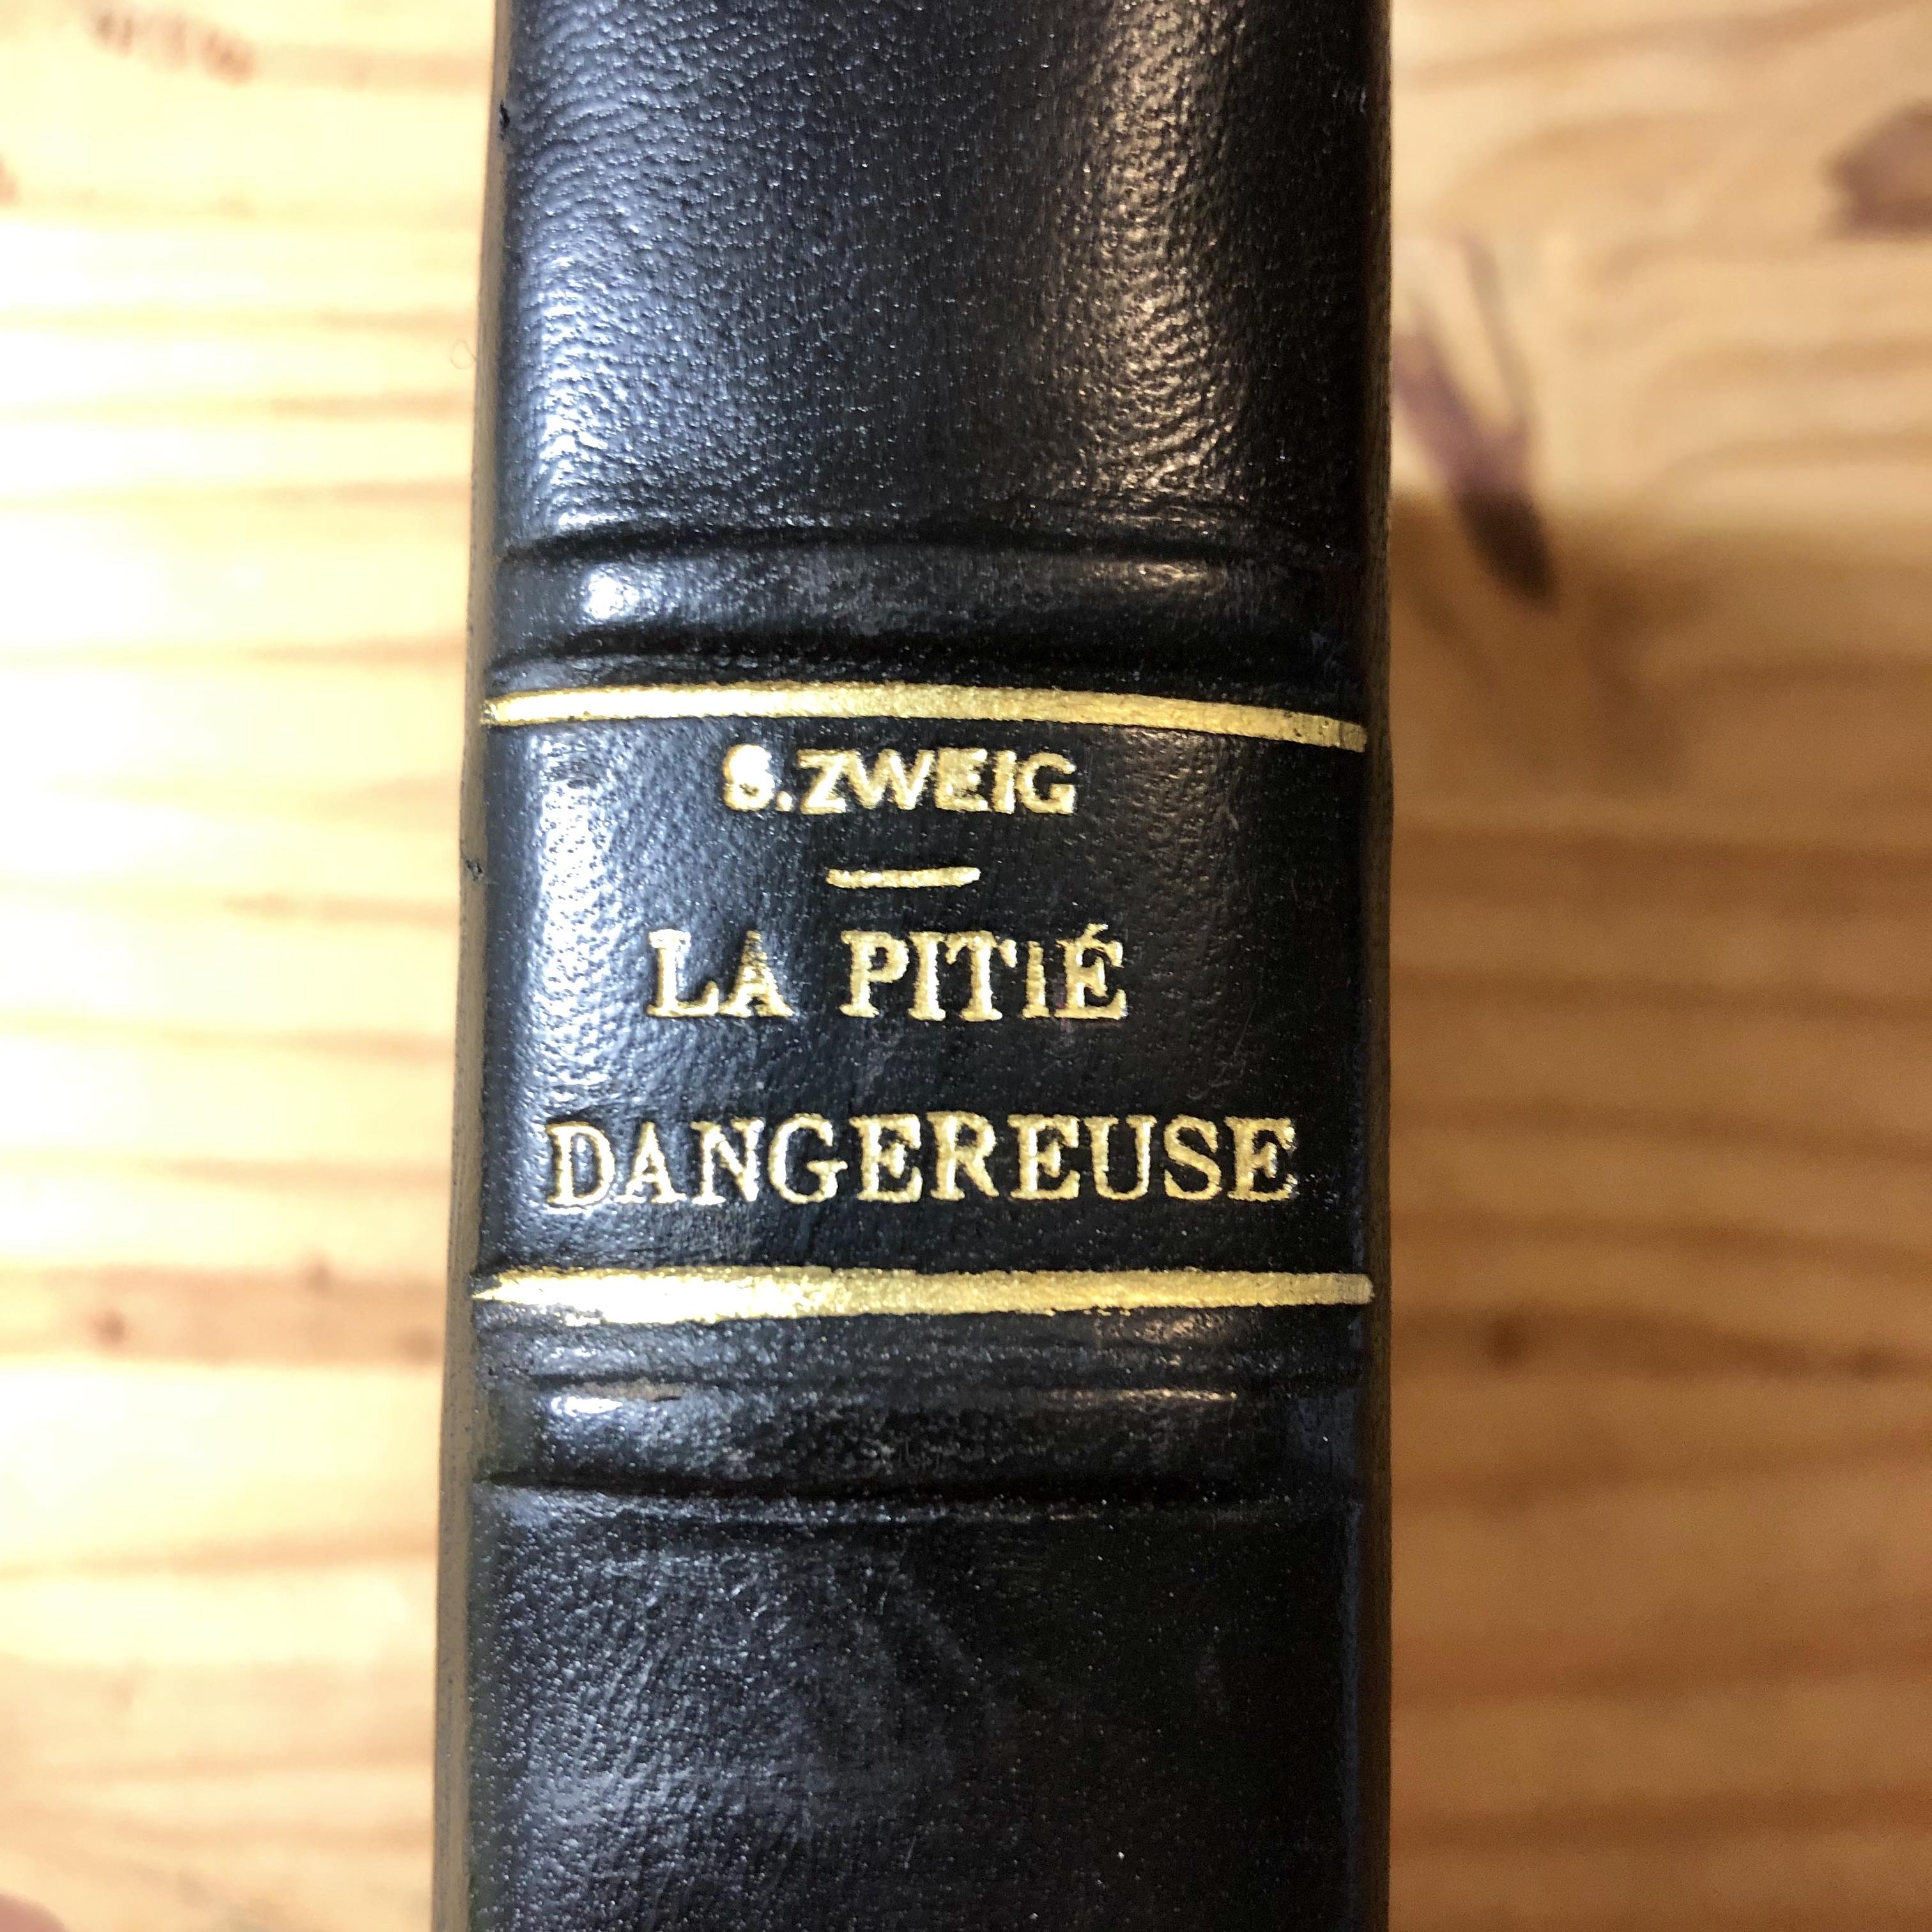 S.ZWEIG
LA PITIÉ
DANGEREUSE